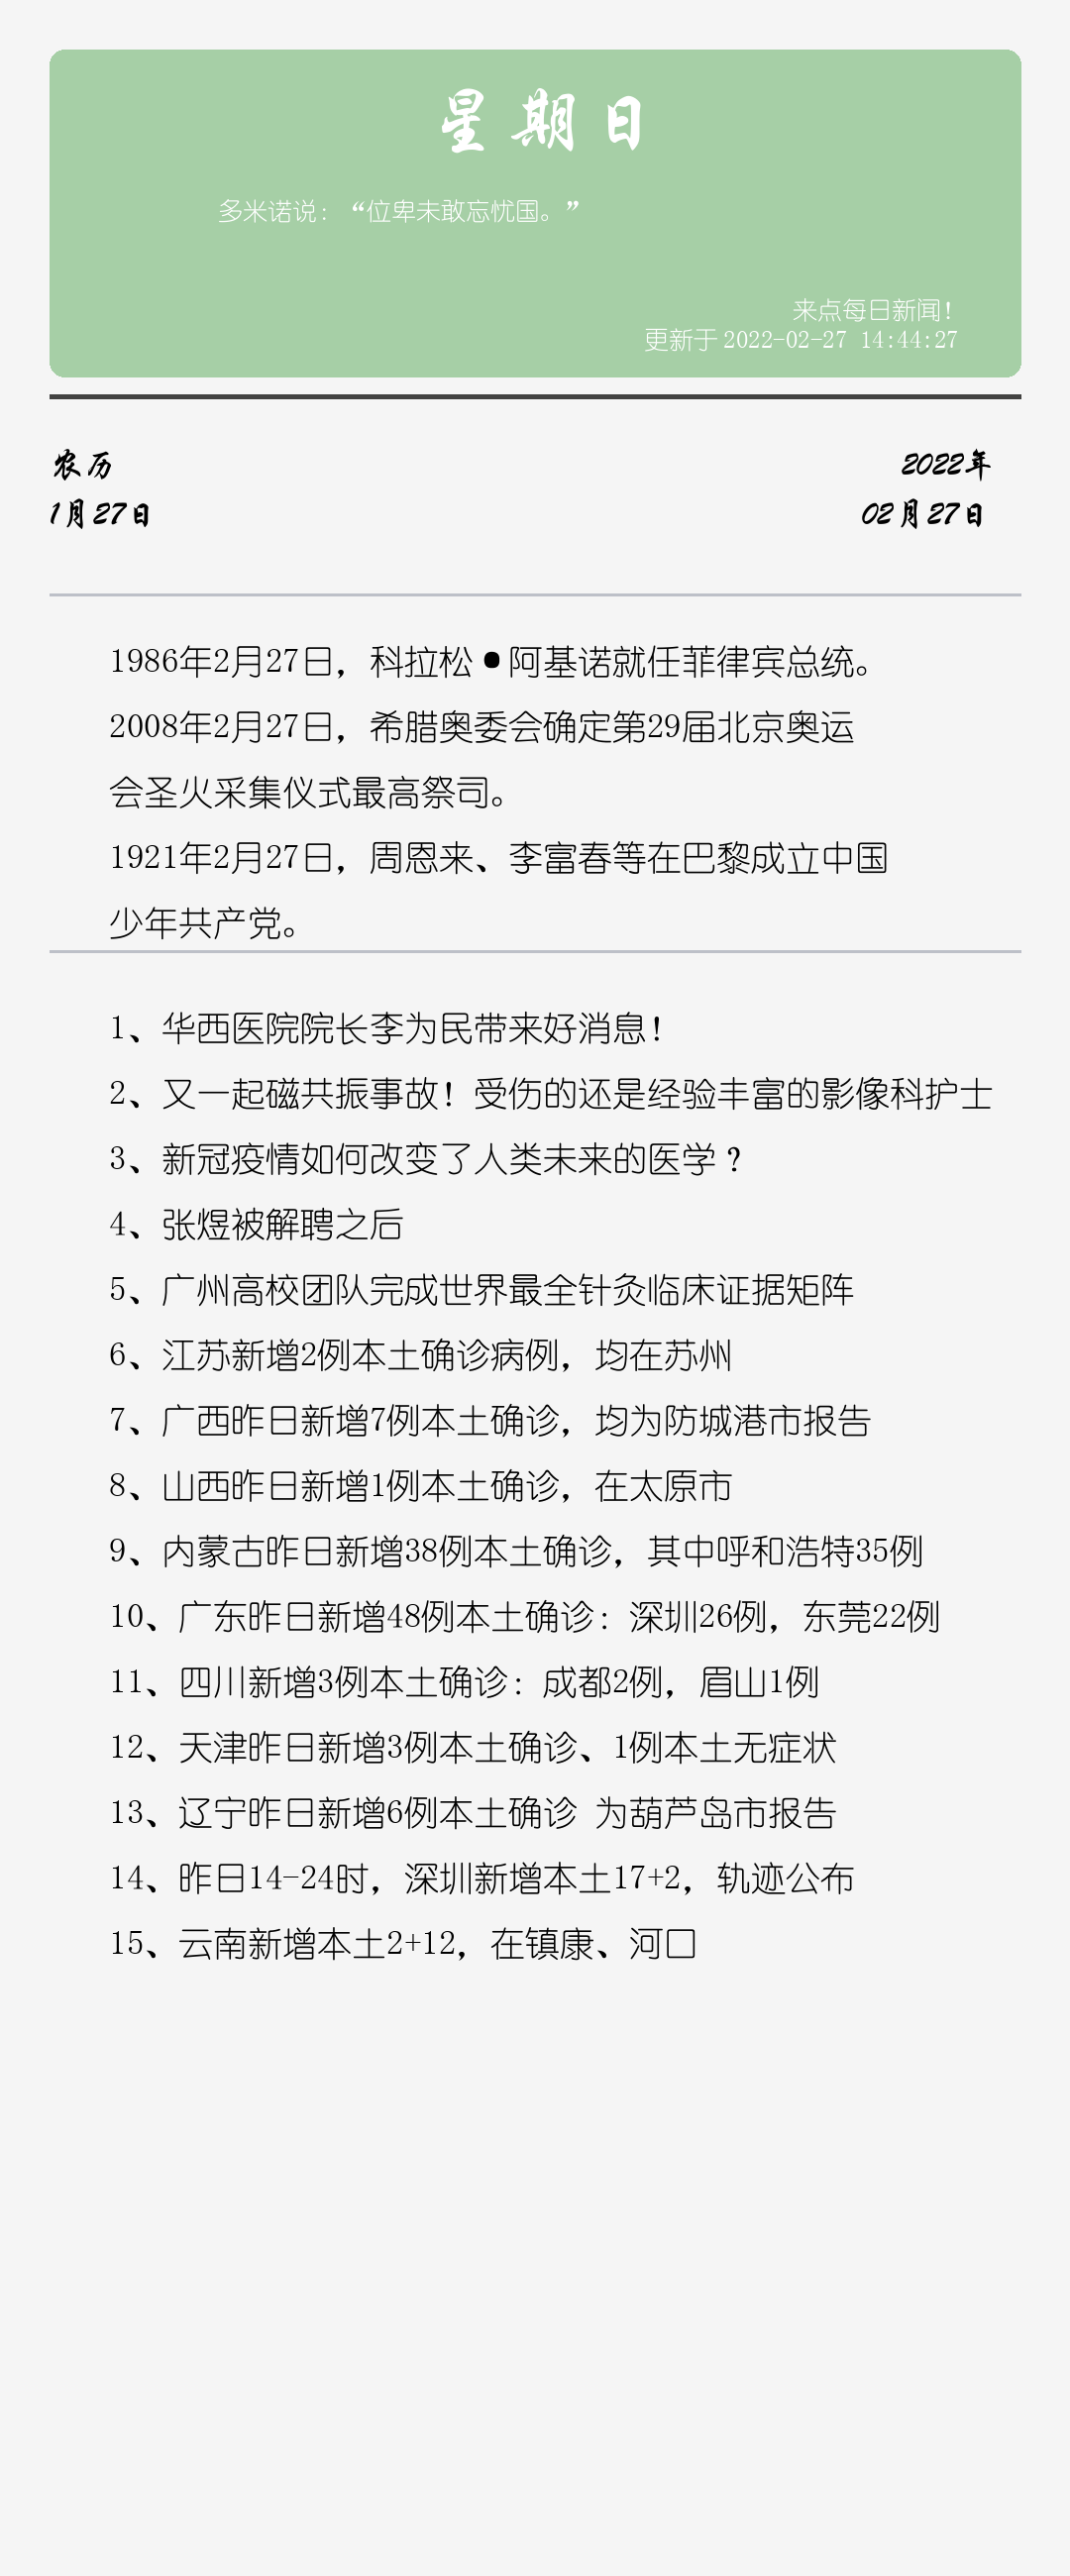 星期日
多米诺说：“位卑未敢忘忧国。”
来点每日新闻！
更新于 2022-02-27 14:44:27
农历
1月27日
2022年
02月27日
1986年2月27日，科拉松•阿基诺就任菲律宾总统。
2008年2月27日，希腊奥委会确定第29届北京奥运
会圣火采集仪式最高祭司。
1921年2月27日，周恩来、李富春等在巴黎成立中国
少年共产党。
1、华西医院院长李为民带来好消息！
2、又一起磁共振事故！受伤的还是经验丰富的影像科护士
3、新冠疫情如何改变了人类未来的医学？
4、张煜被解聘之后
5、广州高校团队完成世界最全针灸临床证据矩阵
6、江苏新增2例本土确诊病例，均在苏州
7、广西昨日新增7例本土确诊，均为防城港市报告
8、山西昨日新增1例本土确诊，在太原市
9、内蒙古昨日新增38例本土确诊，其中呼和浩特35例
10、广东昨日新增48例本土确诊：深圳26例，东莞22例
11、四川新增3例本土确诊：成都2例，眉山1例
12、天津昨日新增3例本土确诊、1例本土无症状
13、辽宁昨日新增6例本土确诊 为葫芦岛市报告
14、昨日14-24时，深圳新增本土17+2，轨迹公布
15、云南新增本土2+12，在镇康、河口